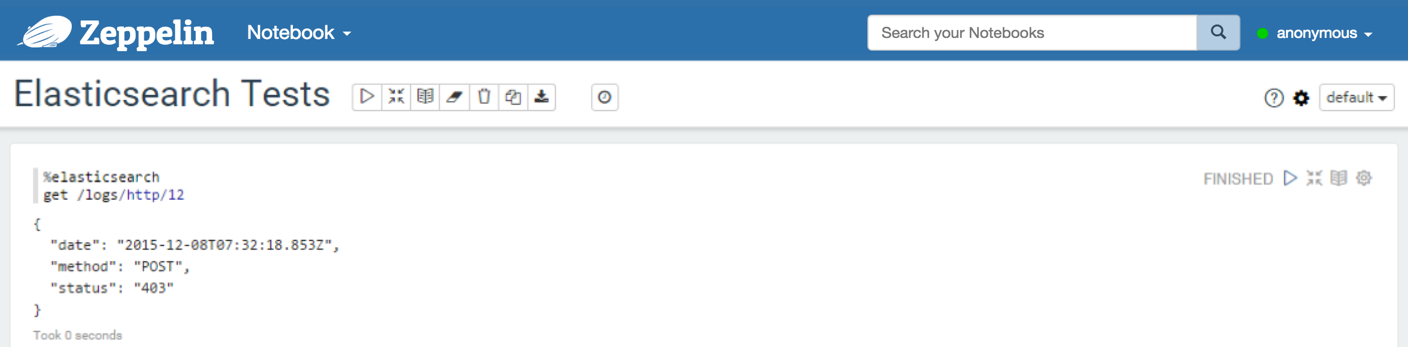 Zeppelin Notebook Search your Notebooks anonymous
Elasticsearch Tests default
%elasticsearch FINISHED
get /logs/http/12
{
"date": "2015-12-08T07:32:18.853Z",
"method": "POST",
"status": "403"
}
Took 0 seconds